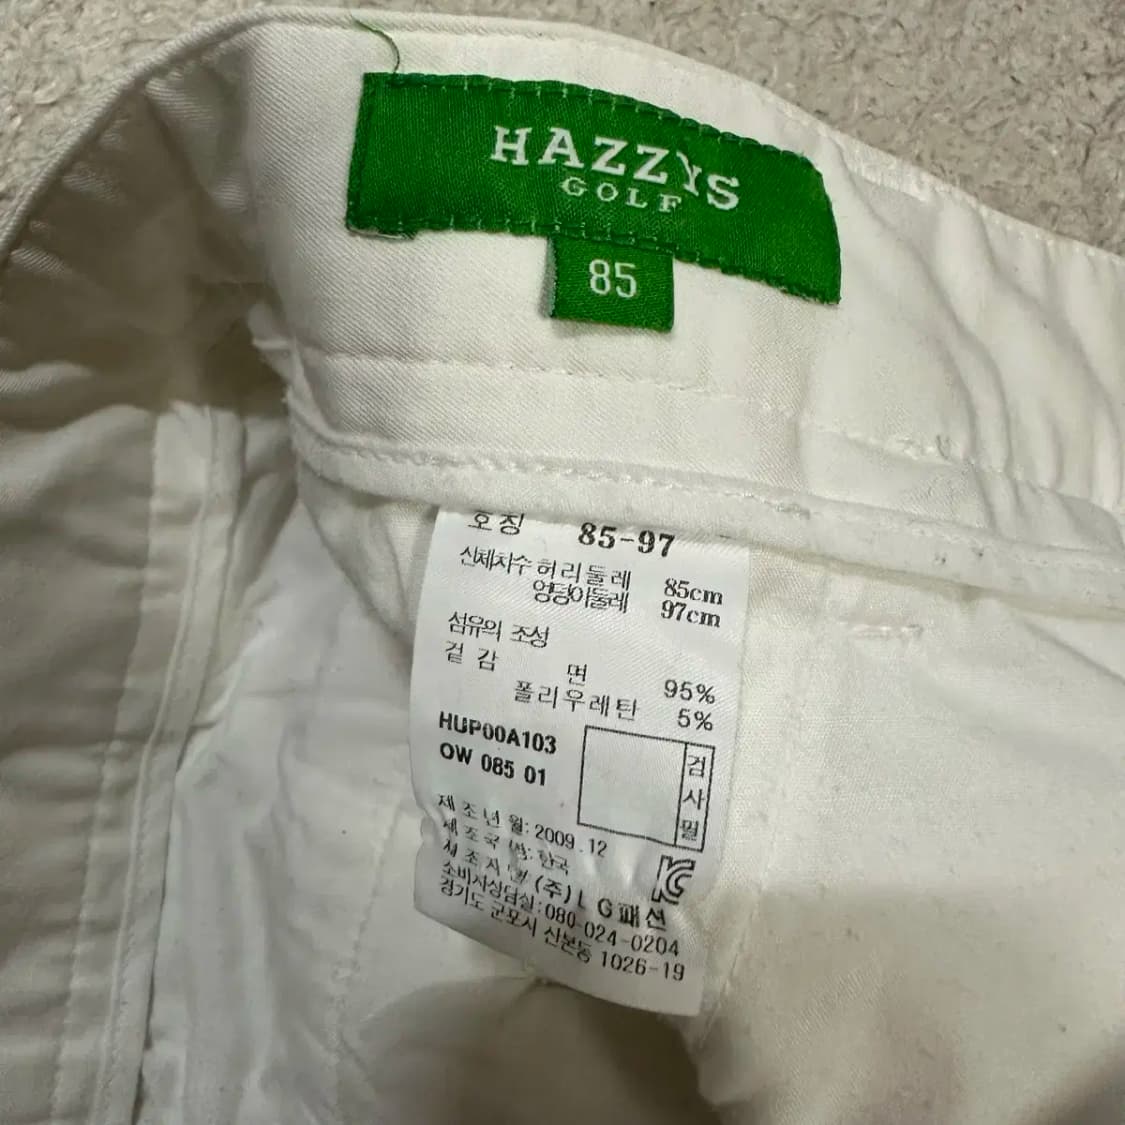 HAZZYS
GOLF
85
호칭 85-97
신체치수 허리둘레 85cm
엉덩이둘레 97cm
섬유의 조성
겉감 면 95%
폴리우레탄 5%
HUP00A103
OW 085 01
검사필
제조년월: 2009.12
제조국명: 한국
제조자명 (주)LG패션
소비자상담실:080-024-0204
경기도 군포시 산본동 1026-19